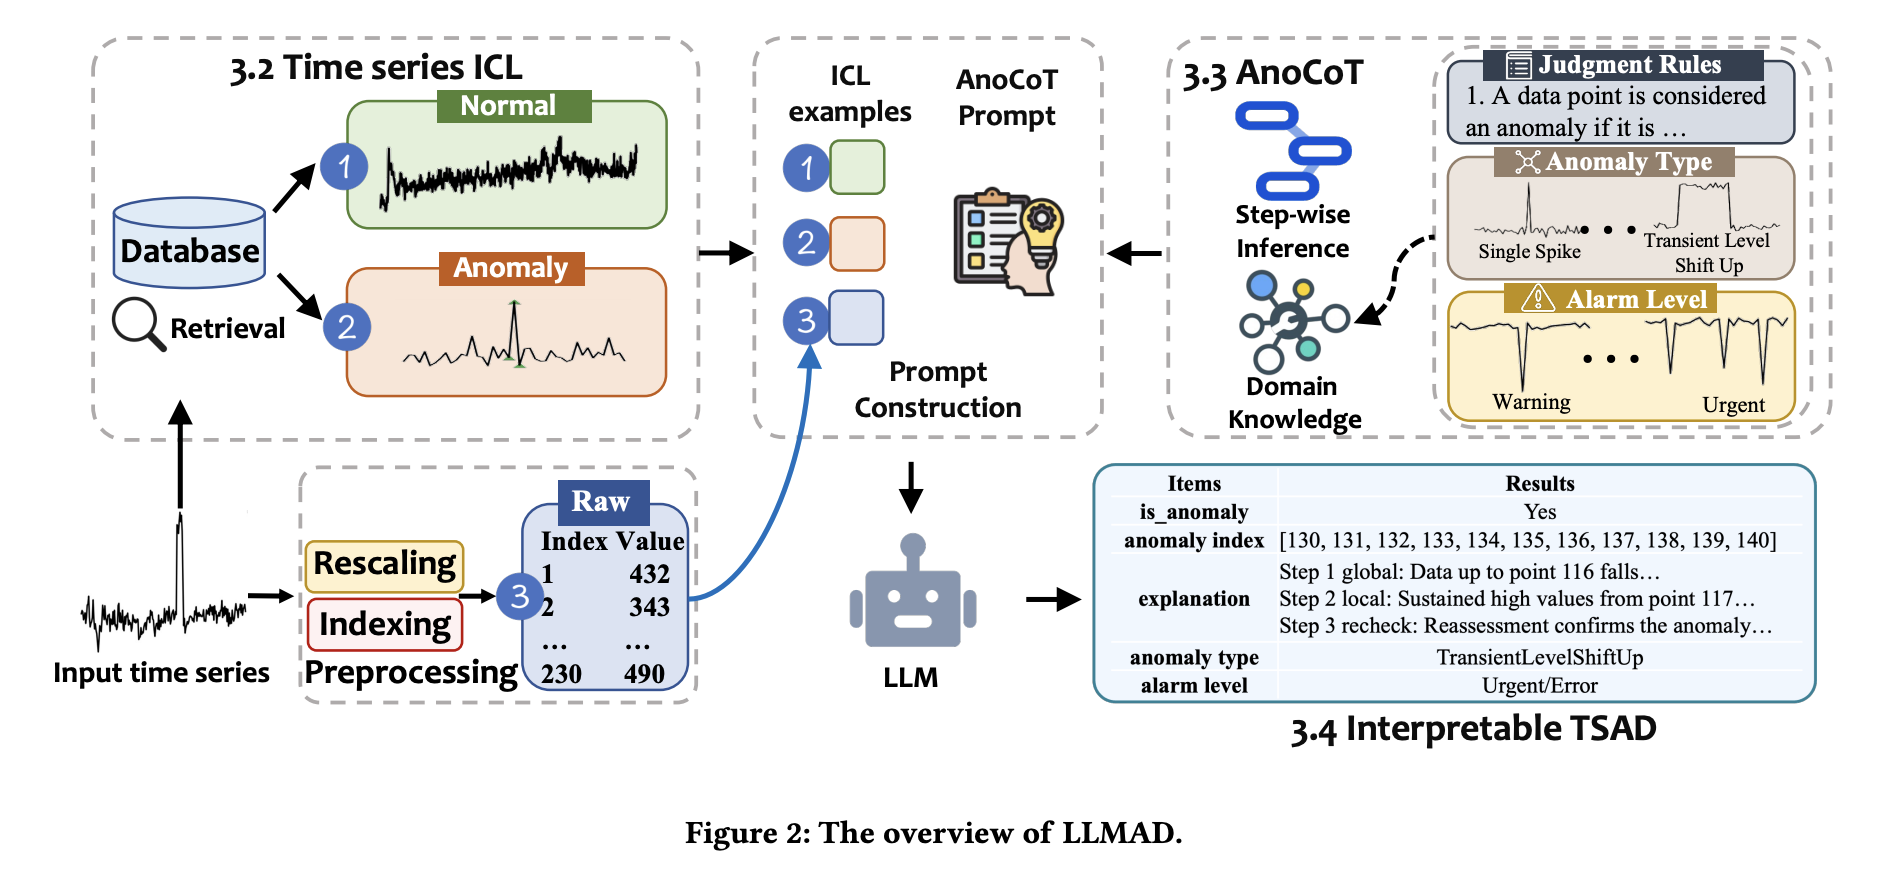 3.2 Time series ICL
Normal
1
Database
Retrieval
Anomaly
2
ICL
examples
AnoCoT
Prompt
1
2
3
Prompt
Construction
3.3 AnoCoT
Step-wise
Inference
Domain
Knowledge
Judgment Rules
1. A data point is considered
an anomaly if it is ...
Anomaly Type
Single Spike
Transient Level
Shift Up
Alarm Level
Warning
Urgent
Input time series
Rescaling
Indexing
Preprocessing
3
Raw
Index Value
1 432
2 343
... ...
230 490
LLM
Items Results
is_anomaly Yes
anomaly index [130, 131, 132, 133, 134, 135, 136, 137, 138, 139, 140]
explanation
Step 1 global: Data up to point 116 falls...
Step 2 local: Sustained high values from point 117...
Step 3 recheck: Reassessment confirms the anomaly...
anomaly type TransientLevelShiftUp
alarm level Urgent/Error
3.4 Interpretable TSAD
Figure 2: The overview of LLMAD.